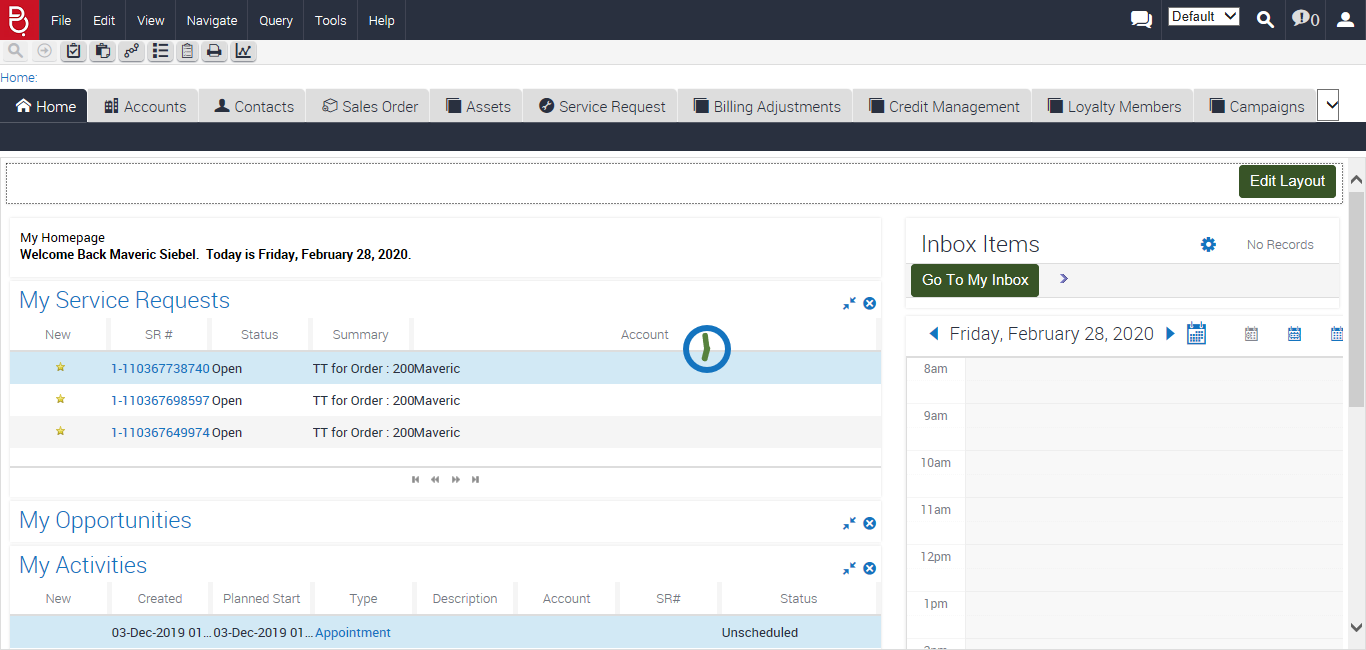 File Edit View Navigate Query Tools Help Default 0
Home:
Home Accounts Contacts Sales Order Assets Service Request Billing Adjustments Credit Management Loyalty Members Campaigns
Edit Layout
My Homepage
Welcome Back Maveric Siebel. Today is Friday, February 28, 2020.
My Service Requests
New SR # Status Summary Account
1-110367738740 Open TT for Order : 200Maveric
1-110367698597 Open TT for Order : 200Maveric
1-110367649974 Open TT for Order : 200Maveric
My Opportunities
My Activities
New Created Planned Start Type Description Account SR# Status
03-Dec-2019 01... 03-Dec-2019 01... Appointment Unscheduled
Inbox Items No Records
Go To My Inbox
Friday, February 28, 2020
8am
9am
10am
11am
12pm
1pm